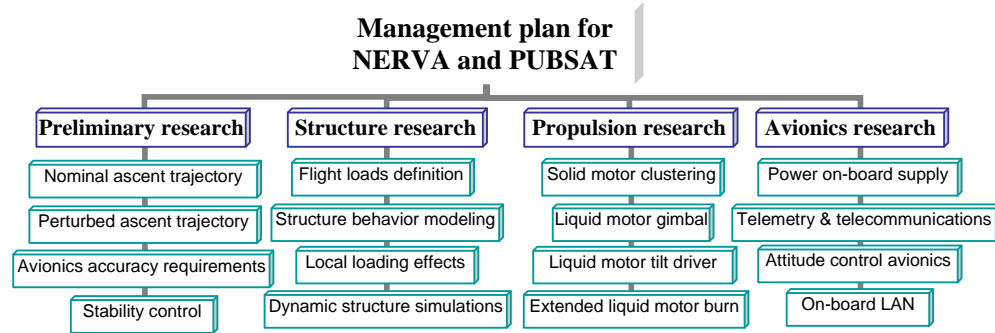 Management plan for
NERVA and PUBSAT
Preliminary research
Nominal ascent trajectory
Perturbed ascent trajectory
Avionics accuracy requirements
Stability control
Structure research
Flight loads definition
Structure behavior modeling
Local loading effects
Dynamic structure simulations
Propulsion research
Solid motor clustering
Liquid motor gimbal
Liquid motor tilt driver
Extended liquid motor burn
Avionics research
Power on-board supply
Telemetry & telecommunications
Attitude control avionics
On-board LAN